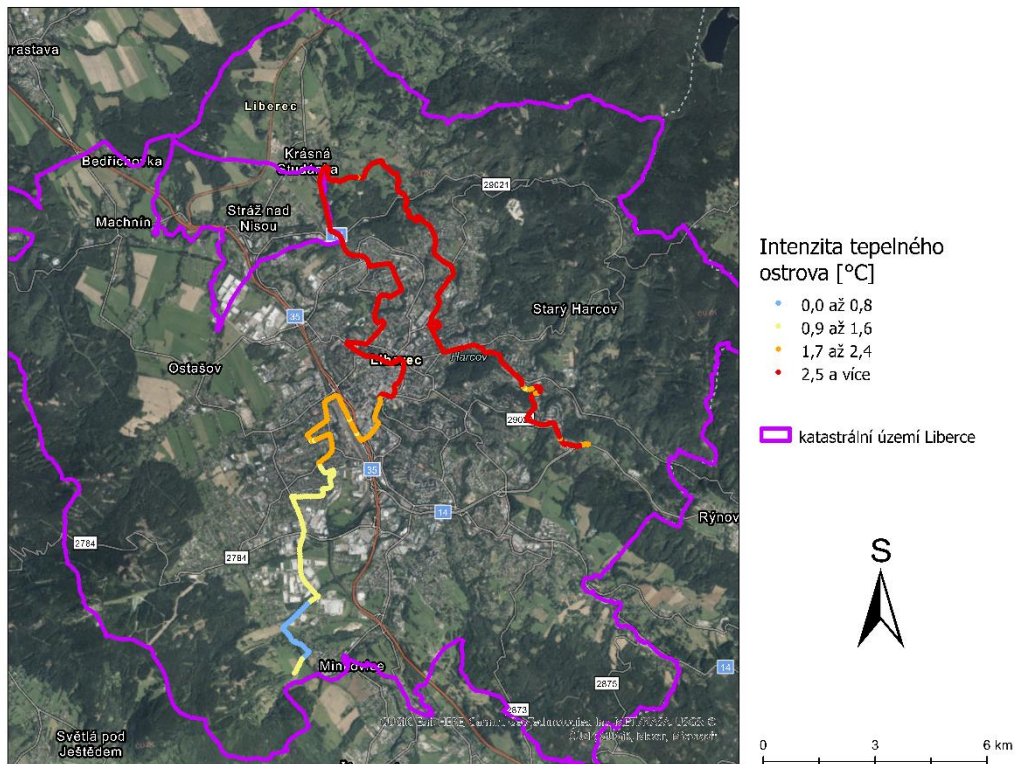 Liberec
Bedřichovka
Krásná
Studánka
29021
Machnín
Stráž nad
Nisou
35
Starý Harcov
Ostašov
Liberec
Harcov
35
14
Rýnov
2784
2784
Minkovice
14
2875
2873
Světlá pod
Ještědem
Intenzita tepelného
ostrova [°C]
0,0 až 0,8
0,9 až 1,6
1,7 až 2,4
2,5 a více
katastrální území Liberce
S
0 3 6 km